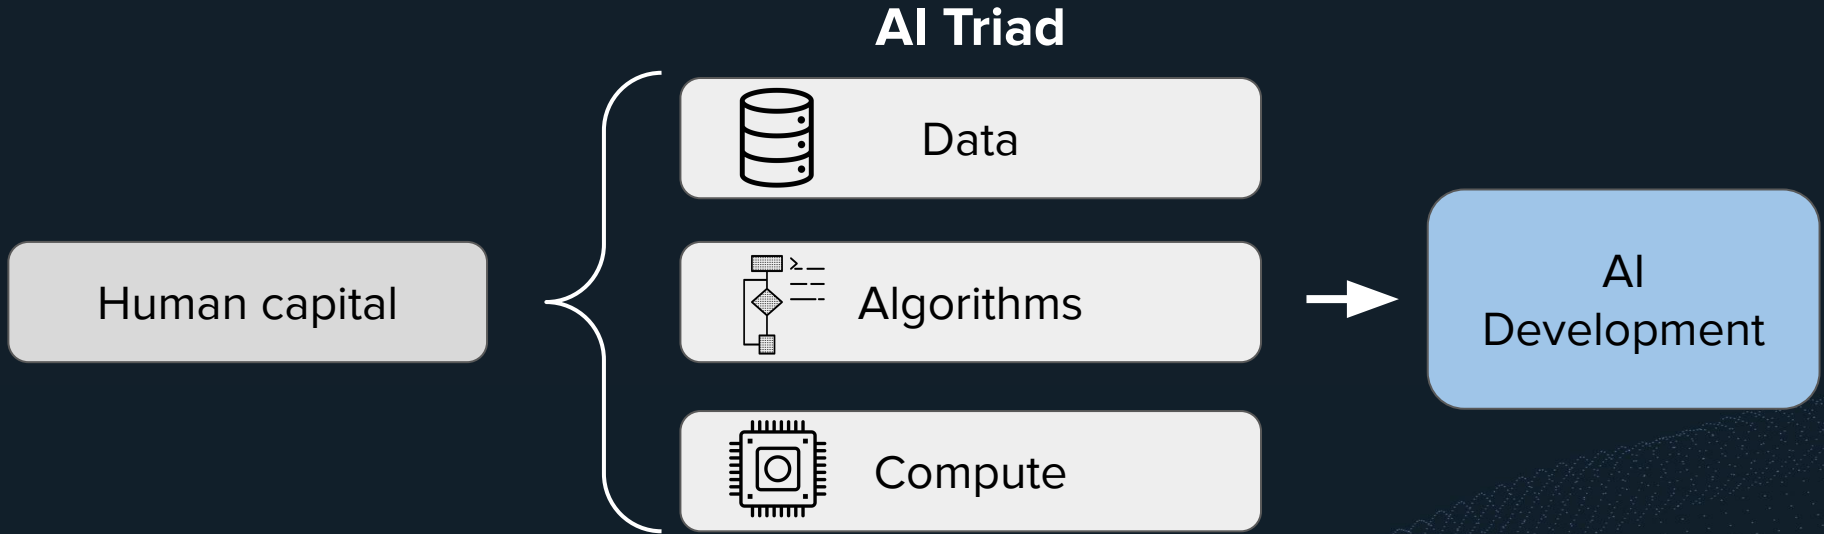 AI Triad
Human capital
Data
Algorithms
Compute
AI
Development